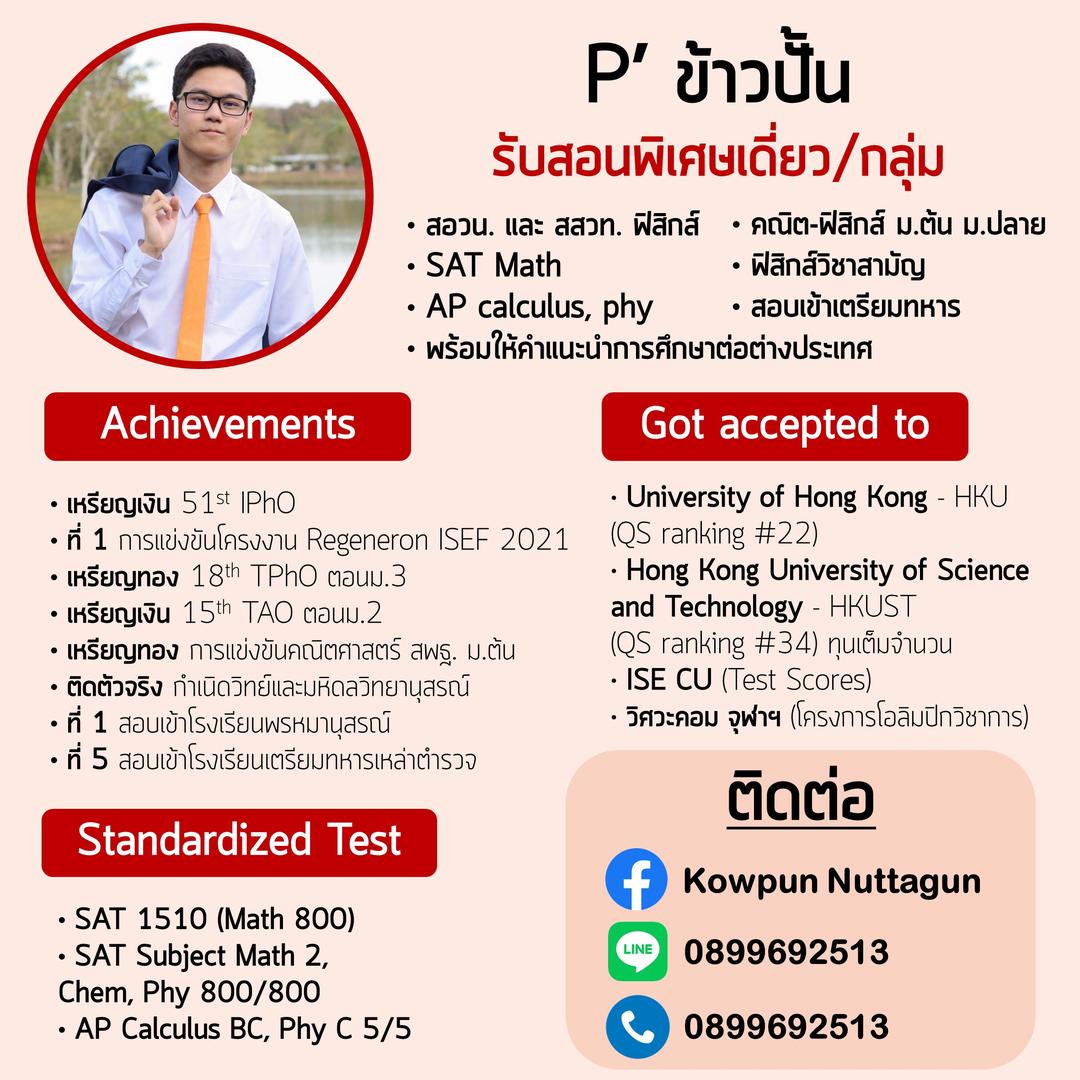 P’ ข้าวปั้น
รับสอนพิเศษเดี่ยว/กลุ่ม
• สอวน. และ สสวท. ฟิสิกส์
• SAT Math
• AP calculus, phy
• คณิต-ฟิสิกส์ ม.ต้น ม.ปลาย
• ฟิสิกส์วิชาสามัญ
• สอบเข้าเตรียมทหาร
• พร้อมให้คำแนะนำการศึกษาต่อต่างประเทศ
Achievements
• เหรียญเงิน 51st IPhO
• ที่ 1 การแข่งขันโครงงาน Regeneron ISEF 2021
• เหรียญทอง 18th TPhO ตอนม.3
• เหรียญเงิน 15th TAO ตอนม.2
• เหรียญทอง การแข่งขันคณิตศาสตร์ สพฐ. ม.ต้น
• ติดตัวจริง กำเนิดวิทย์และมหิดลวิทยานุสรณ์
• ที่ 1 สอบเข้าโรงเรียนพรหมานุสรณ์
• ที่ 5 สอบเข้าโรงเรียนเตรียมทหารเหล่าตำรวจ
Standardized Test
• SAT 1510 (Math 800)
• SAT Subject Math 2,
Chem, Phy 800/800
• AP Calculus BC, Phy C 5/5
Got accepted to
• University of Hong Kong - HKU
(QS ranking #22)
• Hong Kong University of Science
and Technology - HKUST
(QS ranking #34) ทุนเต็มจำนวน
• ISE CU (Test Scores)
• วิศวะคอม จุฬาฯ (โครงการโอลิมปิกวิชาการ)
ติดต่อ
Kowpun Nuttagun
LINE 0899692513
0899692513